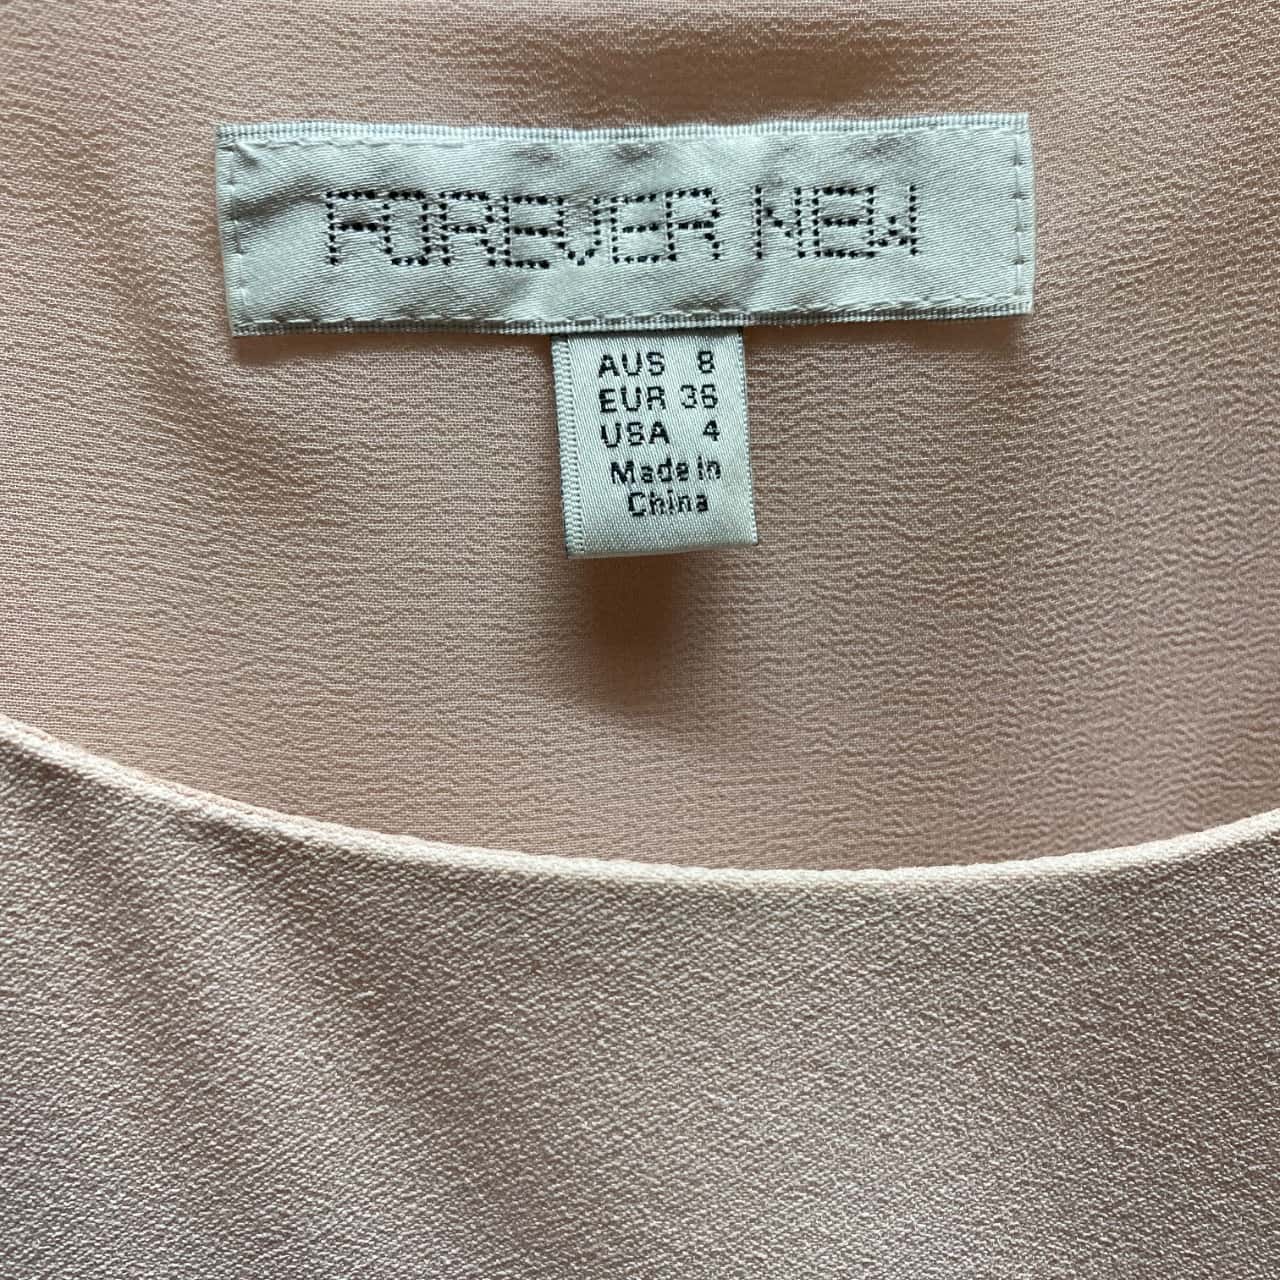 FOREVER NEW
AUS 8
EUR 36
USA 4
Made in
China